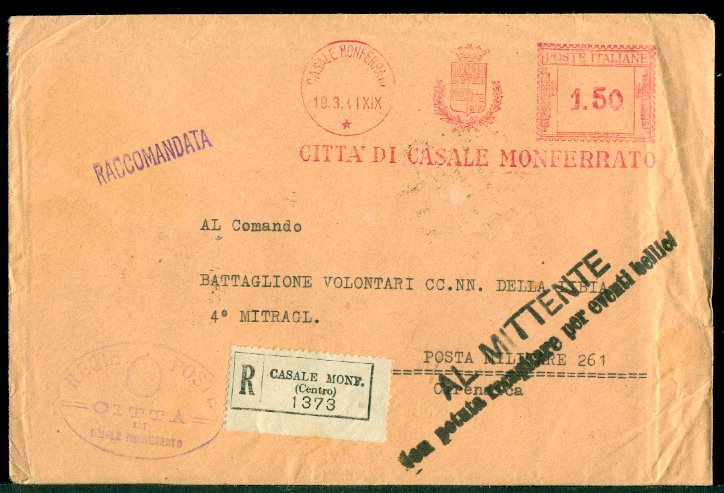 CASALE MONFERRATO
18.3.41 XIX
POSTE ITALIANE
1.50
CITTA' DI CASALE MONFERRATO
RACCOMANDATA
AL Comando
BATTAGLIONE VOLONTARI CC.NN. DELLA LIBIA
4° MITRAGL.
POSTA MILITARE 261
Cirenaica
AL MITTENTE
Non potuta recapitare per eventi bellici
R
CASALE MONF.
(Centro)
1373
REGIE POSTE
CITTA
DI
CASALE MONFERRATO